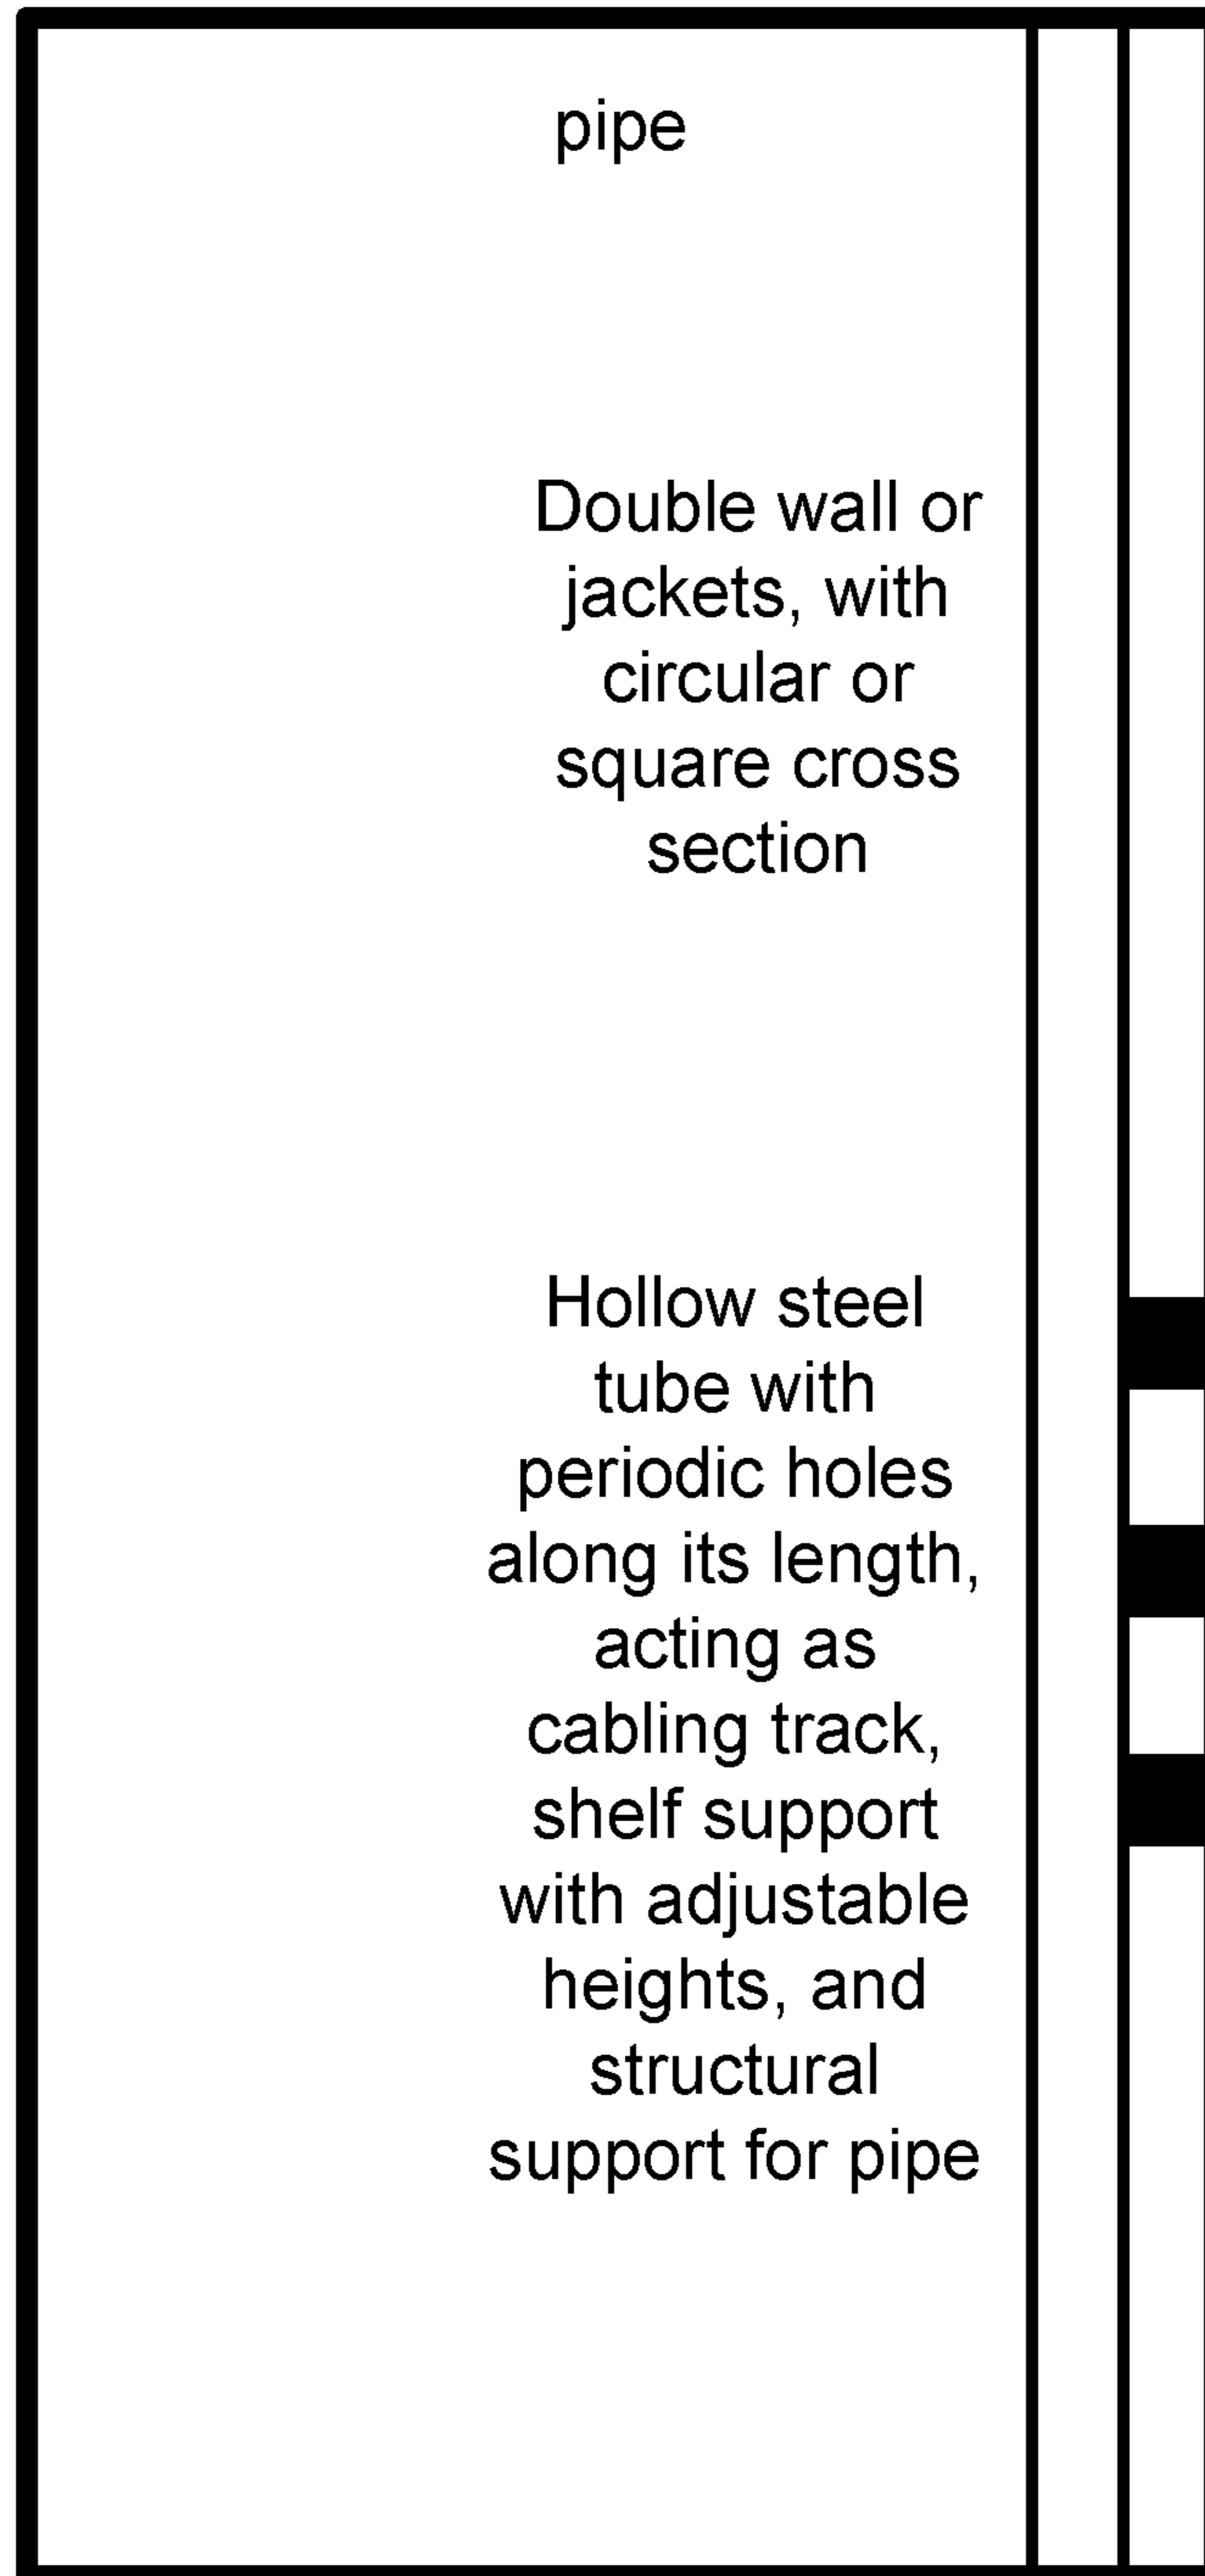 pipe
Double wall or
jackets, with
circular or
square cross
section
Hollow steel
tube with
periodic holes
along its length,
acting as
cabling track,
shelf support
with adjustable
heights, and
structural
support for pipe